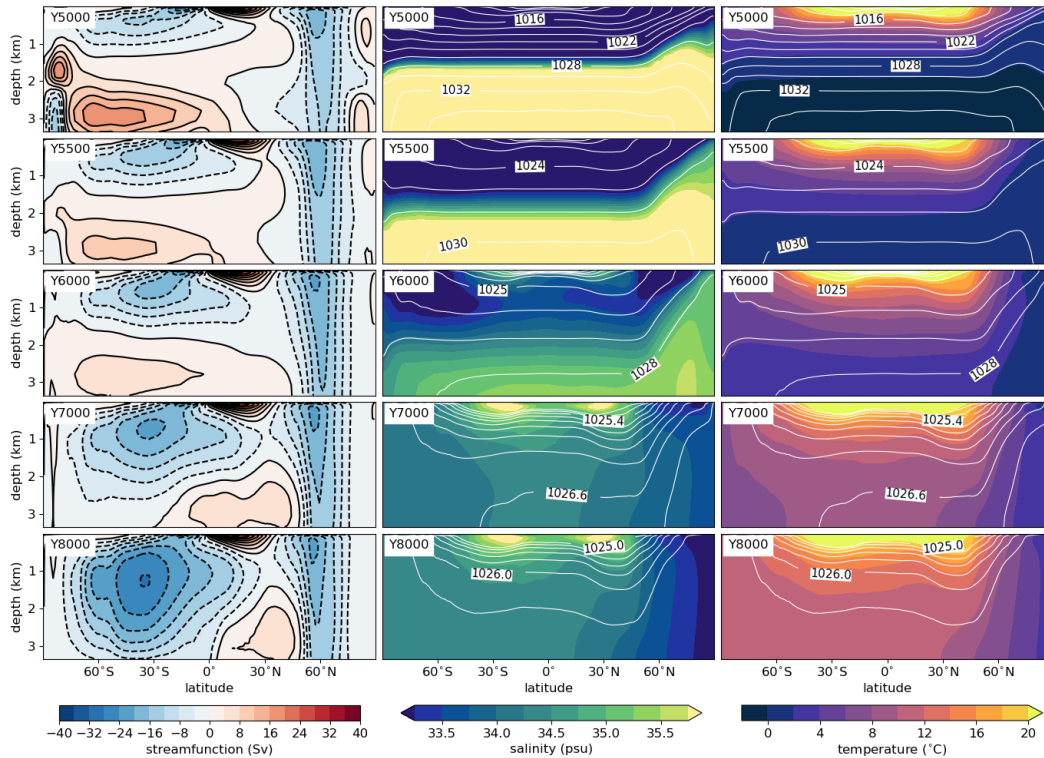 Y5000 Y5000 Y5000
1016 1016
1022 1022
1028 1028
1032 1032
depth (km) 1 2 3
Y5500 Y5500 Y5500
1024 1024
1030 1030
depth (km) 1 2 3
Y6000 Y6000 Y6000
1025 1025
1028 1028
depth (km) 1 2 3
Y7000 Y7000 Y7000
1025.4 1025.4
1026.6 1026.6
depth (km) 1 2 3
Y8000 Y8000 Y8000
1025.0 1025.0
1026.0 1026.0
depth (km) 1 2 3
60°S 30°S 0° 30°N 60°N 60°S 30°S 0° 30°N 60°N 60°S 30°S 0° 30°N 60°N
latitude latitude latitude
−40 −32 −24 −16 −8 0 8 16 24 32 40
streamfunction (Sv)
33.5 34.0 34.5 35.0 35.5
salinity (psu)
0 4 8 12 16 20
temperature (°C)